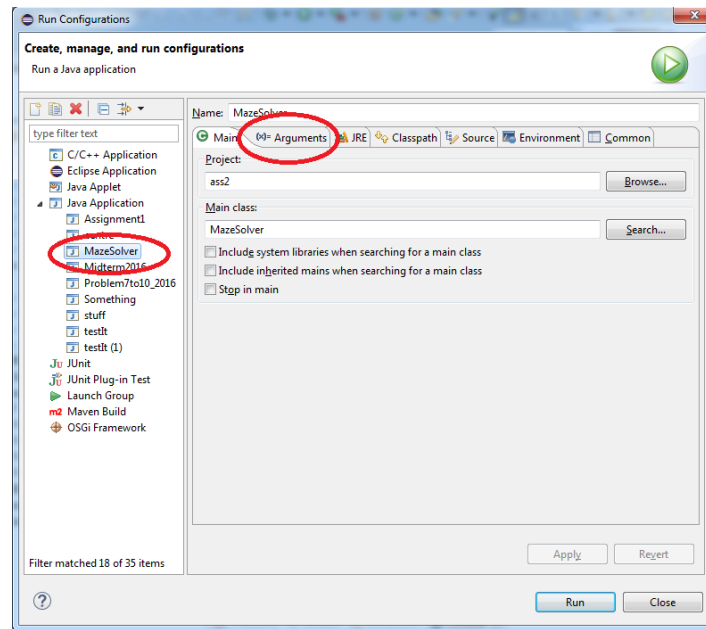 Run Configurations
x
Create, manage, and run configurations
Run a Java application
type filter text
C/C++ Application
Eclipse Application
Java Applet
Java Application
Assignment1
MazeSolver
Midterm2016
Problem7to10_2016
Something
stuff
testIt
testIt (1)
JUnit
JUnit Plug-in Test
Launch Group
m2 Maven Build
OSGi Framework
Filter matched 18 of 35 items
Name: MazeSolver
Main (x)= Arguments JRE Classpath Source Environment Common
Project:
ass2 Browse...
Main class:
MazeSolver Search...
Include system libraries when searching for a main class
Include inherited mains when searching for a main class
Stop in main
Apply Revert
? Run Close